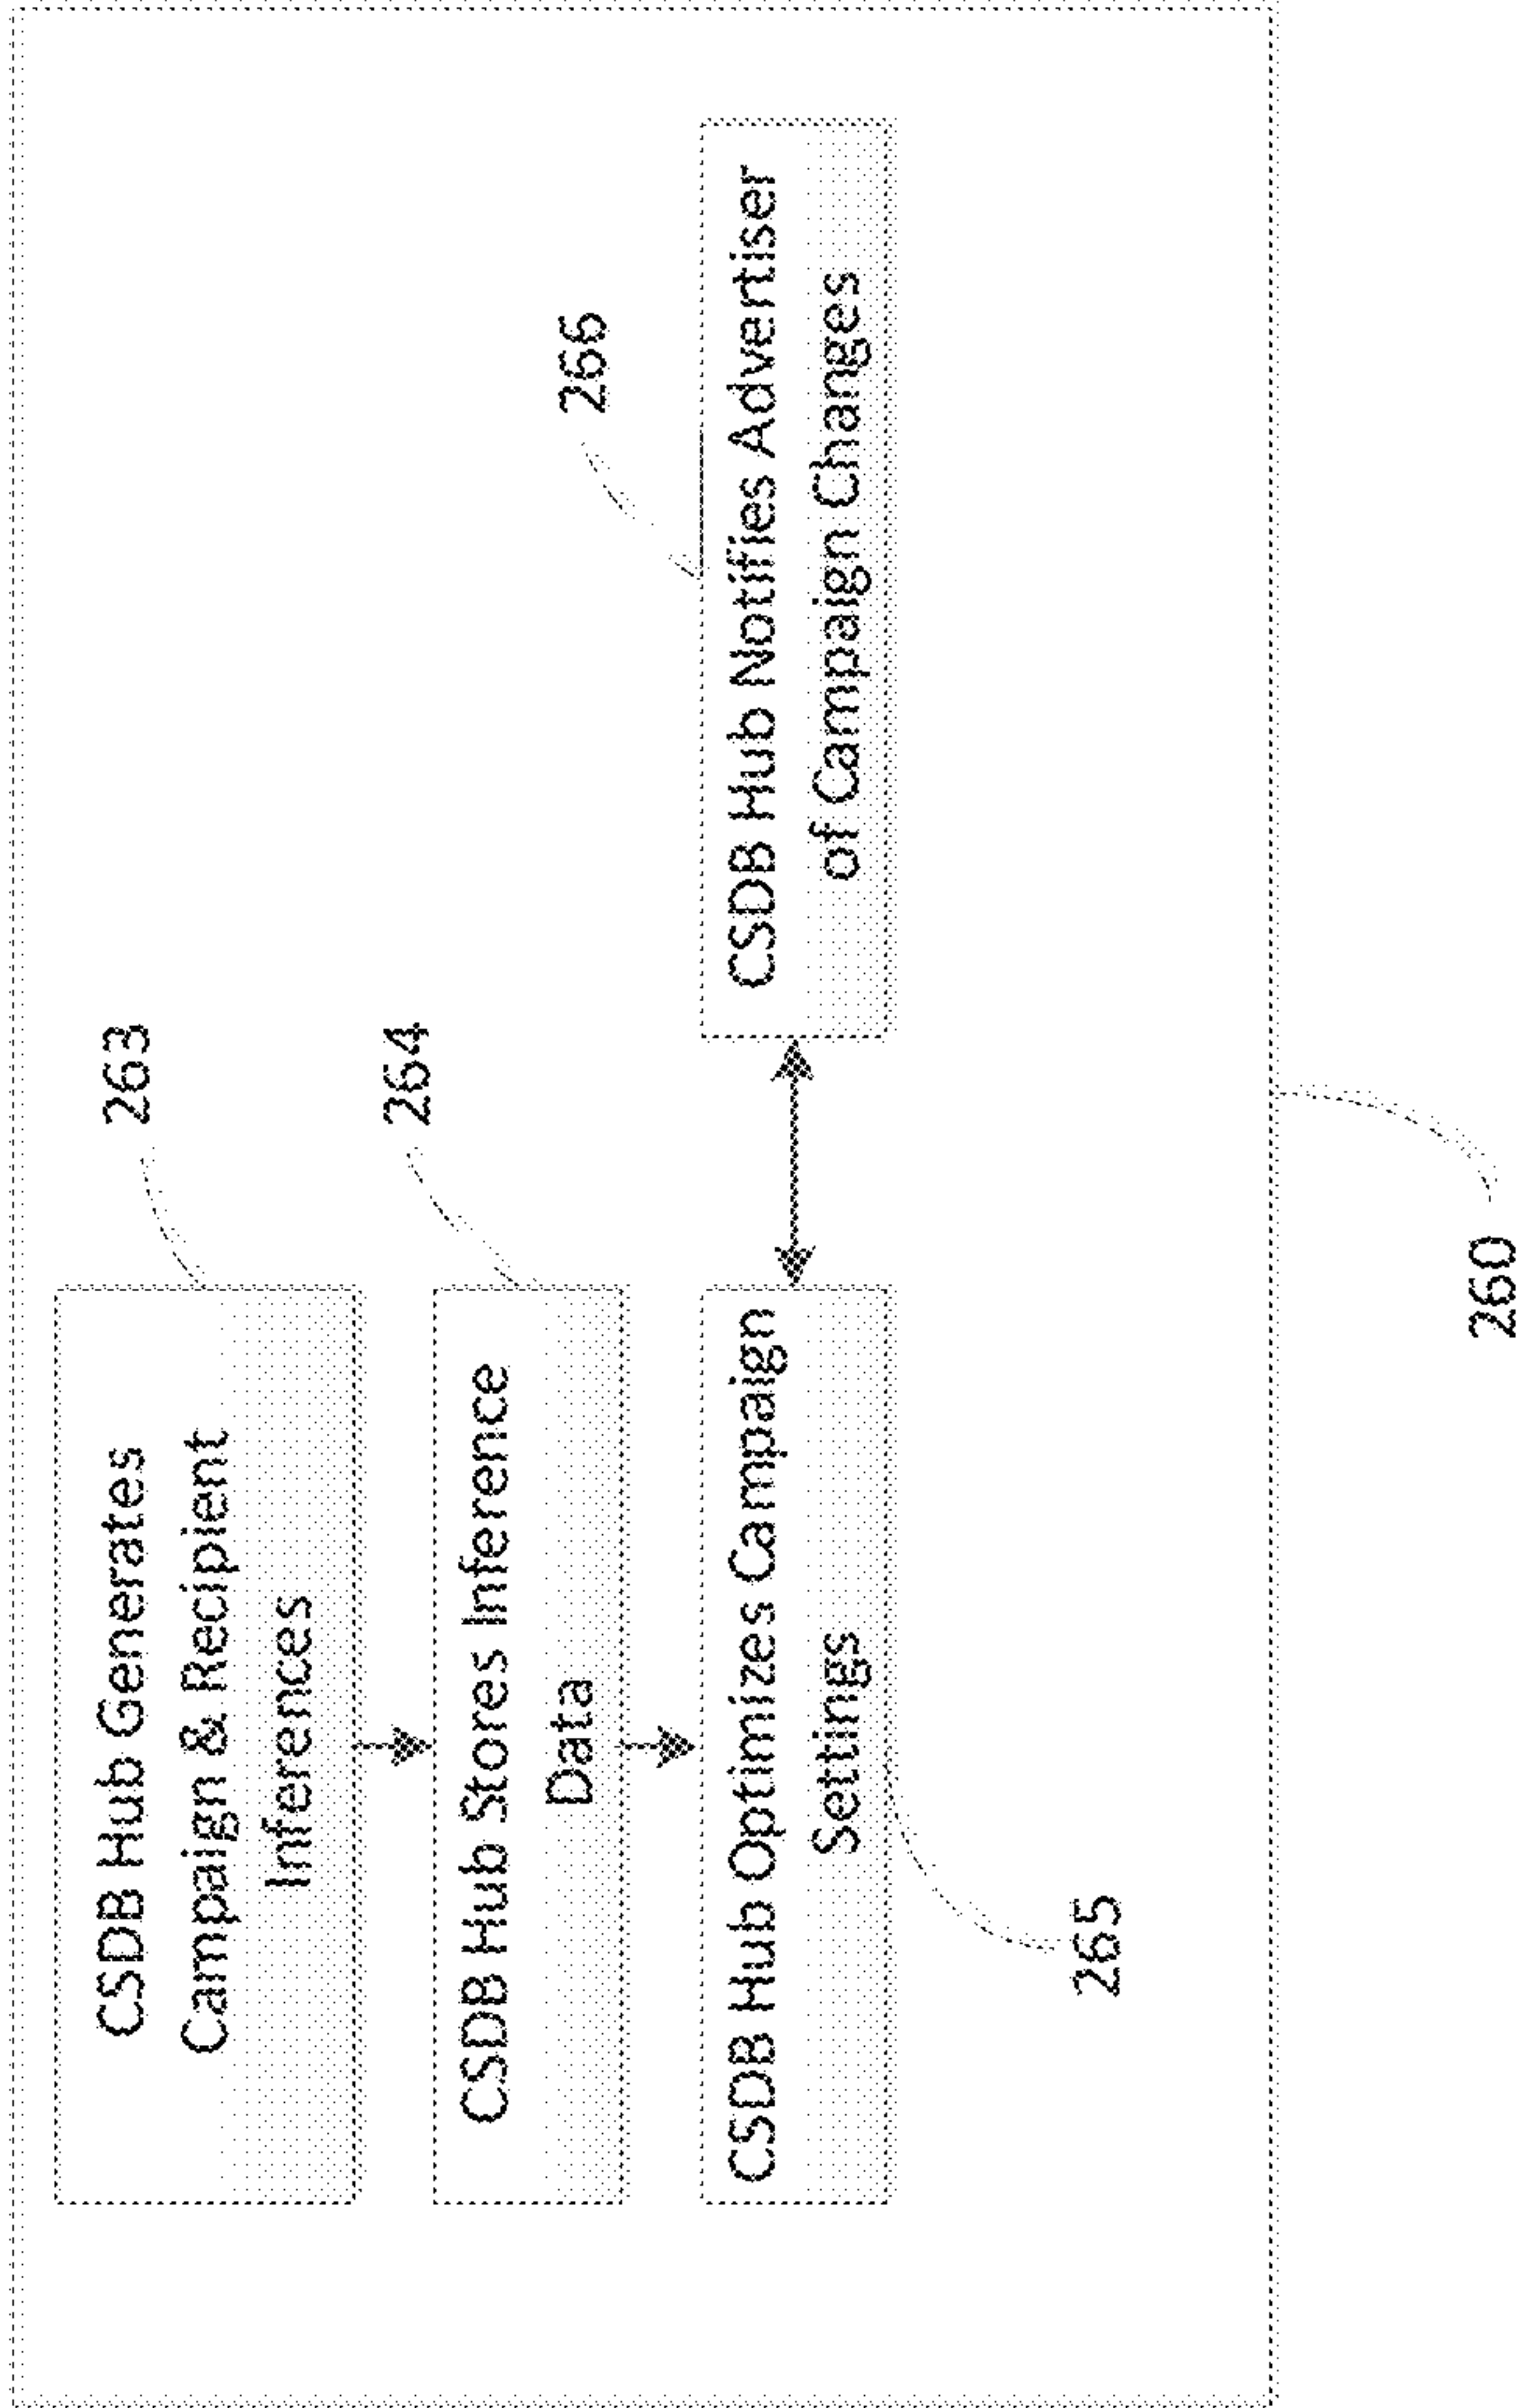 CSDB Hub Generates
Campaign & Recipient
Inferences
263
CSDB Hub Stores Inference
Data
264
CSDB Hub Optimizes Campaign
Settings
265
CSDB Hub Notifies Advertiser
of Campaign Changes
266
260